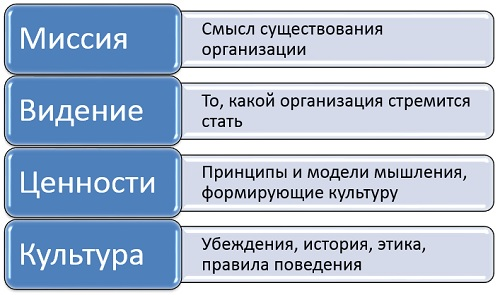 Миссия
Смысл существования
организации
Видение
То, какой организация стремится
стать
Ценности
Принципы и модели мышления,
формирующие культуру
Культура
Убеждения, история, этика,
правила поведения